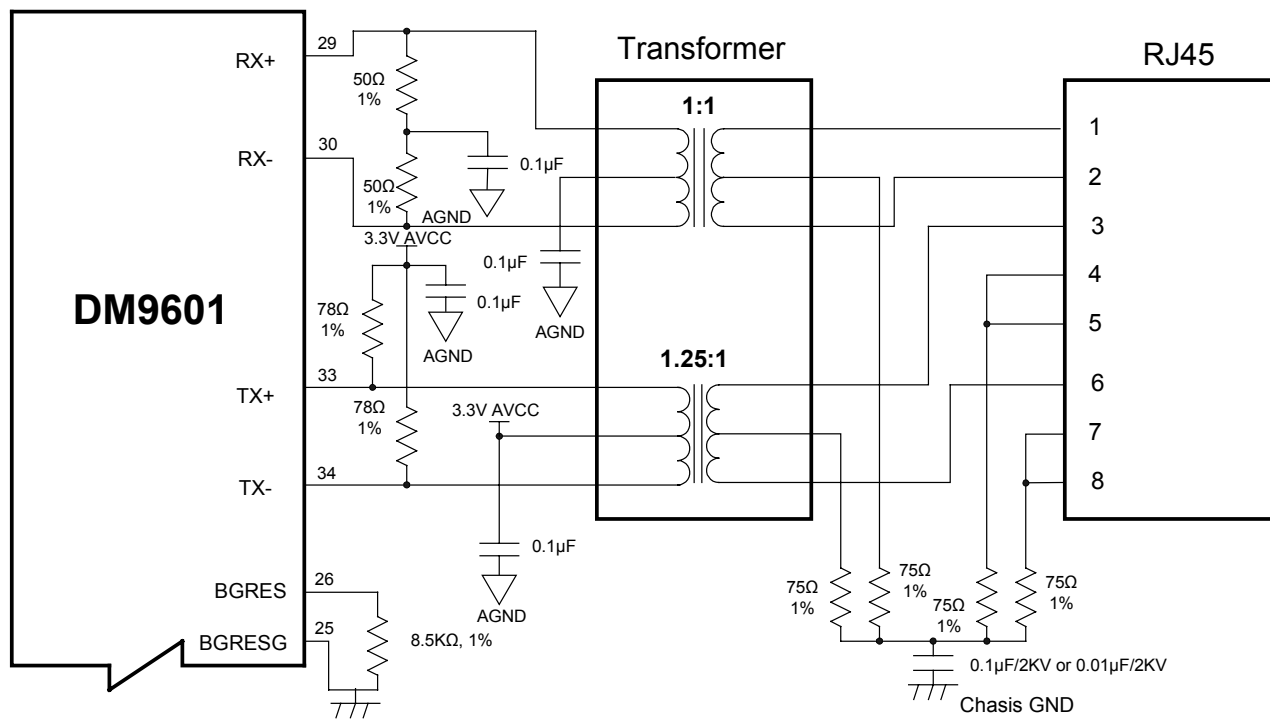 Transformer
RJ45
DM9601
RX+
29
50Ω
1%
RX-
30
50Ω
1%
0.1µF
AGND
3.3V AVCC
0.1µF
AGND
78Ω
1%
TX+
33
78Ω
1%
TX-
34
0.1µF
AGND
3.3V AVCC
0.1µF
AGND
BGRES
26
BGRESG
25
8.5KΩ, 1%
1:1
1.25:1
1
2
3
4
5
6
7
8
75Ω
1%
75Ω
1%
75Ω
1%
75Ω
1%
0.1µF/2KV or 0.01µF/2KV
Chasis GND